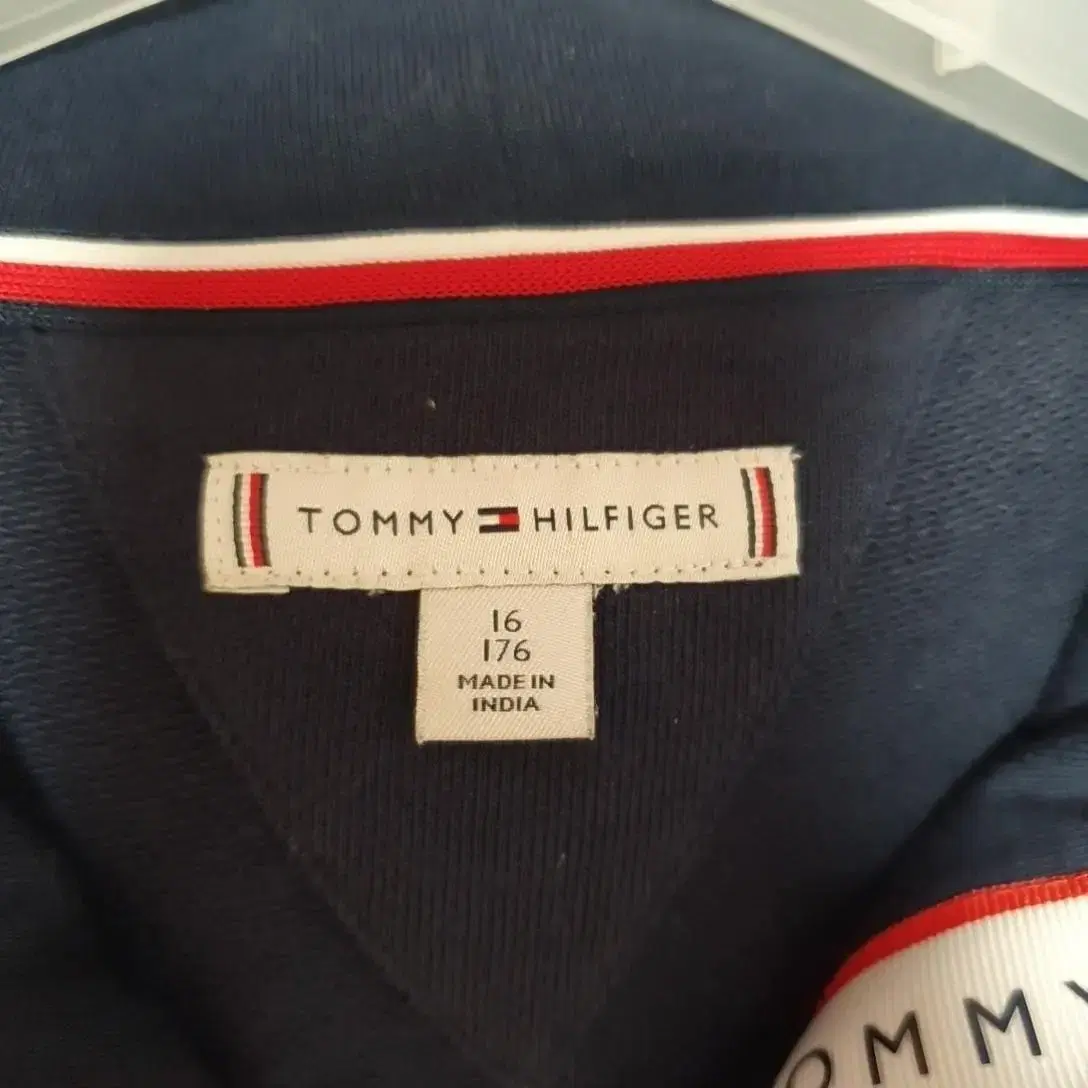 TOMMY HILFIGER
16
176
MADE IN
INDIA
OMMY